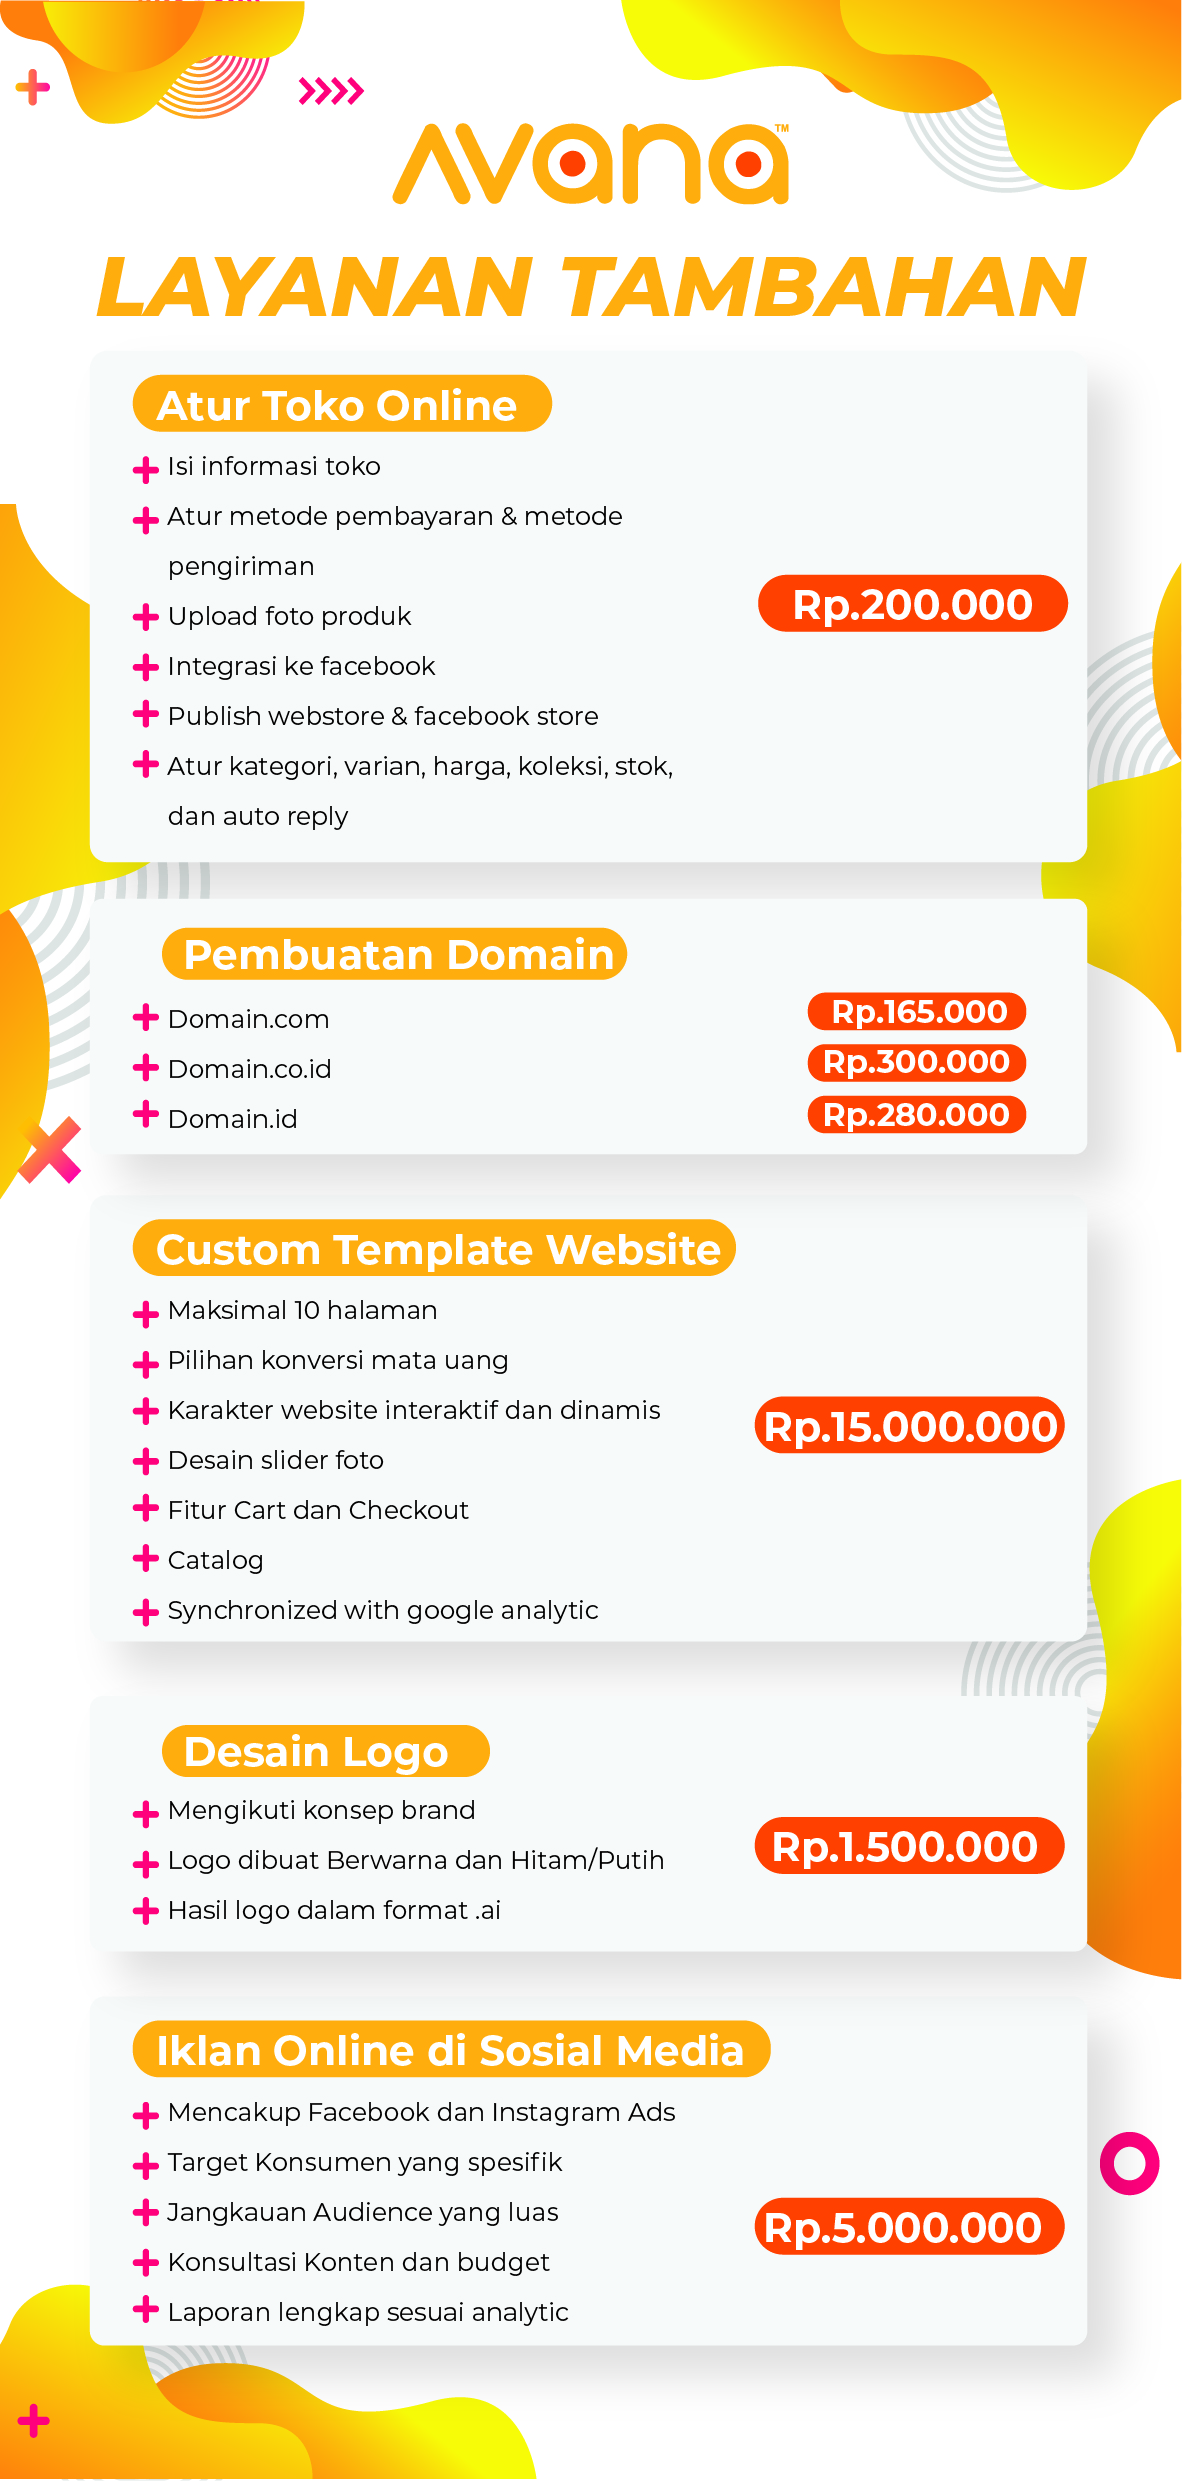 AVANA™
LAYANAN TAMBAHAN
Atur Toko Online
Isi informasi toko
Atur metode pembayaran & metode
pengiriman
Upload foto produk
Integrasi ke facebook
Publish webstore & facebook store
Atur kategori, varian, harga, koleksi, stok,
dan auto reply
Rp.200.000
Pembuatan Domain
Domain.com Rp.165.000
Domain.co.id Rp.300.000
Domain.id Rp.280.000
Custom Template Website
Maksimal 10 halaman
Pilihan konversi mata uang
Karakter website interaktif dan dinamis
Desain slider foto
Fitur Cart dan Checkout
Catalog
Synchronized with google analytic
Rp.15.000.000
Desain Logo
Mengikuti konsep brand
Logo dibuat Berwarna dan Hitam/Putih
Hasil logo dalam format .ai
Rp.1.500.000
Iklan Online di Sosial Media
Mencakup Facebook dan Instagram Ads
Target Konsumen yang spesifik
Jangkauan Audience yang luas
Konsultasi Konten dan budget
Laporan lengkap sesuai analytic
Rp.5.000.000